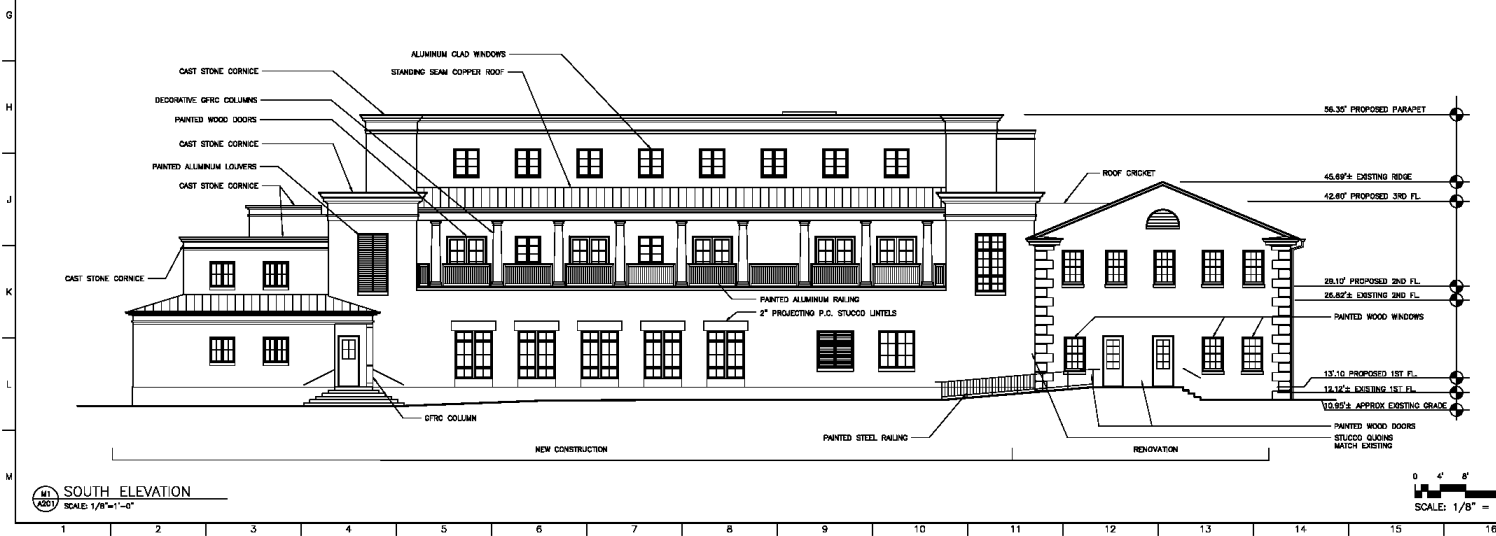 G
ALUMINUM CLAD WINDOWS
CAST STONE CORNICE
STANDING SEAM COPPER ROOF
H
DECORATIVE GFRC COLUMNS
56.35' PROPOSED PARAPET
PAINTED WOOD DOORS
CAST STONE CORNICE
PAINTED ALUMINUM LOUVERS
ROOF CRICKET
45.69'± EXISTING RIDGE
CAST STONE CORNICE
42.60' PROPOSED 3RD FL.
J
CAST STONE CORNICE
28.10' PROPOSED 2ND FL.
K
26.82'± EXISTING 2ND FL.
PAINTED ALUMINUM RAILING
2" PROJECTING P.C. STUCCO LINTELS
PAINTED WOOD WINDOWS
13'.10 PROPOSED 1ST FL.
L
12.12'± EXISTING 1ST FL.
10.95'± APPROX EXISTING GRADE
GFRC COLUMN
PAINTED WOOD DOORS
PAINTED STEEL RAILING
STUCCO QUOINS
MATCH EXISTING
NEW CONSTRUCTION
RENOVATION
M
M1
A201
SOUTH ELEVATION
SCALE: 1/8"=1'-0"
0 4' 8'
SCALE: 1/8" =
1 2 3 4 5 6 7 8 9 10 11 12 13 14 15 16